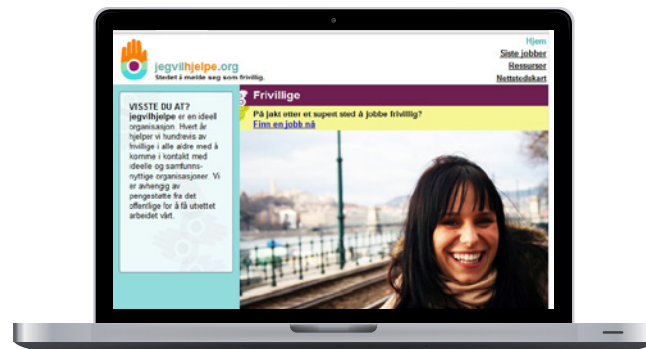 jegvilhjelpe.org
Stedet å melde seg som frivillig.
Hjem
Siste jobber
Ressurser
Nettstedskart
VISSTE DU AT?
jegvilhjelpe er en ideell
organisasjon. Hvert år
hjelper vi hundrevis av
frivillige i alle aldre med å
komme i kontakt med
ideelle og samfunns-
nyttige organisasjoner. Vi
er avhengig av
pengestøtte fra det
offentlige for å få utrettet
arbeidet vårt.
Frivillige
På jakt etter et supert sted å jobbe frivillig?
Finn en jobb nå